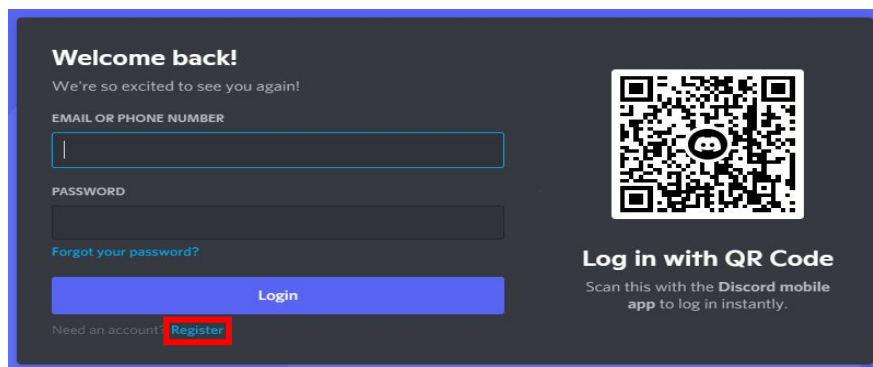 Welcome back!
We're so excited to see you again!
EMAIL OR PHONE NUMBER
PASSWORD
Forgot your password?
Login
Need an account? Register
Log in with QR Code
Scan this with the Discord mobile
app to log in instantly.